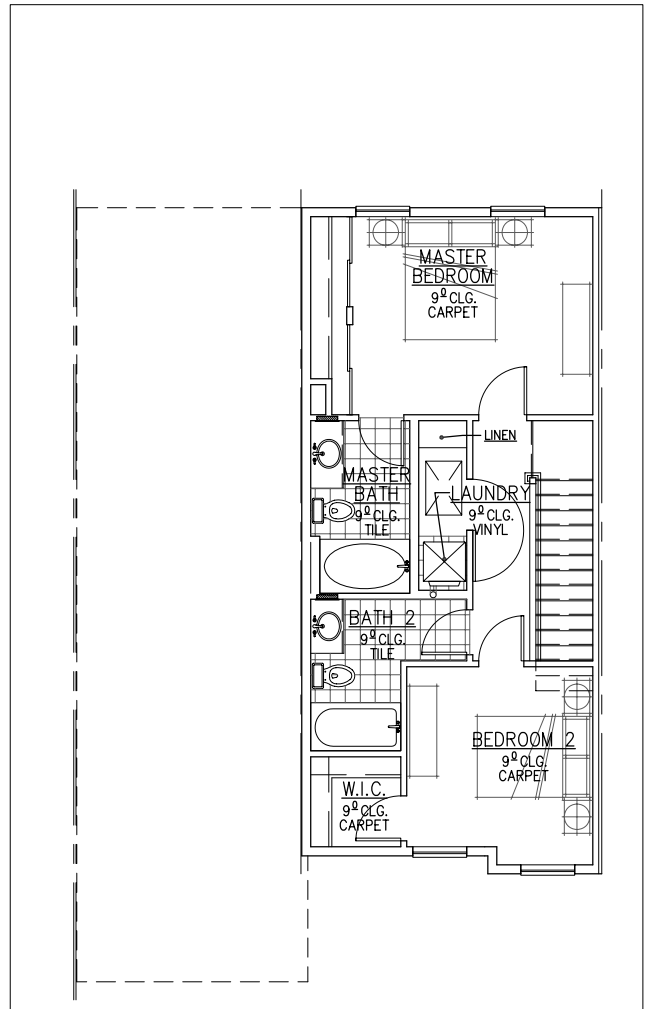 MASTER
BEDROOM
9⁰ CLG.
CARPET
LINEN
MASTER
BATH
9⁰ CLG.
TILE
LAUNDRY
9⁰ CLG.
VINYL
BATH 2
9⁰ CLG.
TILE
BEDROOM 2
9⁰ CLG.
CARPET
W.I.C.
9⁰ CLG.
CARPET